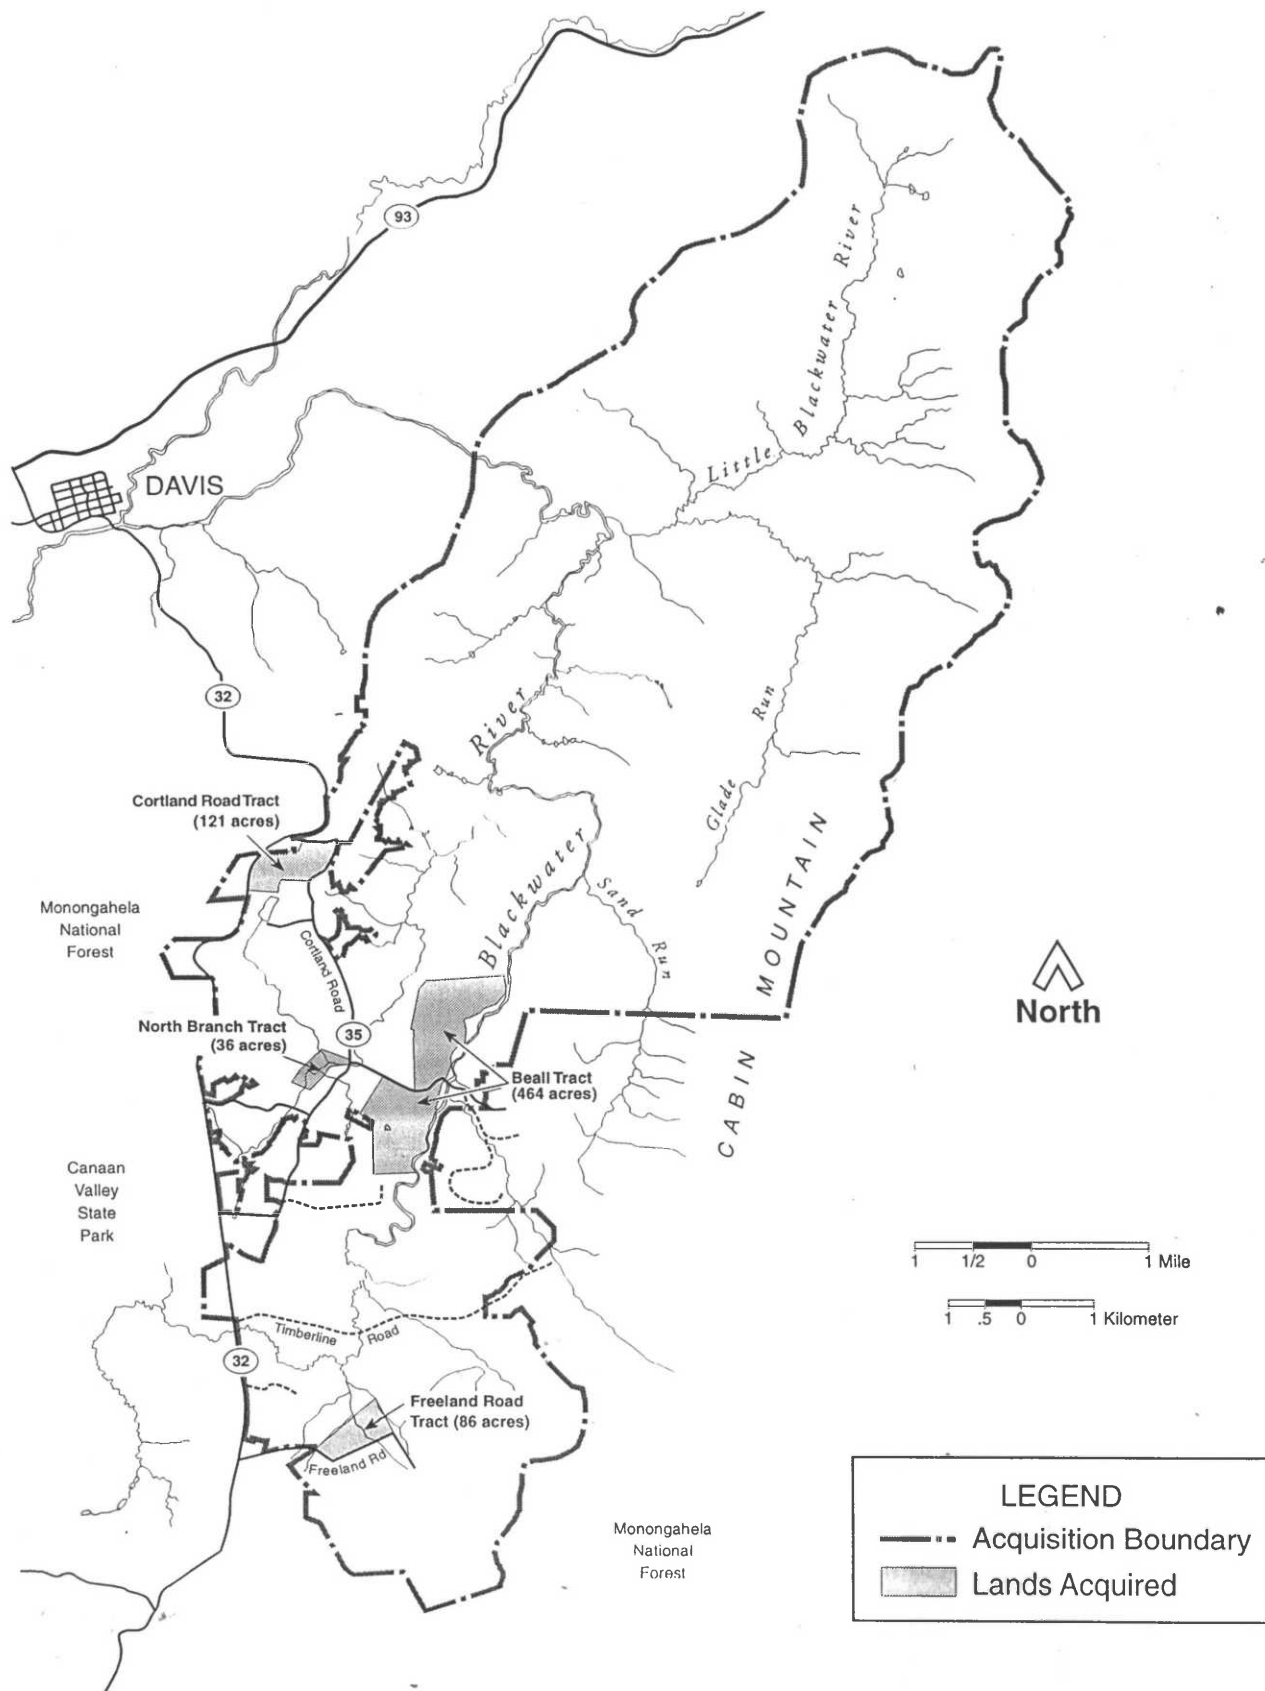 93
DAVIS
Little Blackwater River
32
River
Run
Glade
Cortland Road Tract
(121 acres)
Blackwater
Sand
Run
Monongahela
National
Forest
Cortland Road
CABIN MOUNTAIN
North
North Branch Tract
(36 acres)
35
Beall Tract
(464 acres)
Canaan
Valley
State
Park
1 1/2 0 1 Mile
1 .5 0 1 Kilometer
Timberline Road
32
Freeland Road
Tract (86 acres)
Freeland Rd
Monongahela
National
Forest
LEGEND
Acquisition Boundary
Lands Acquired